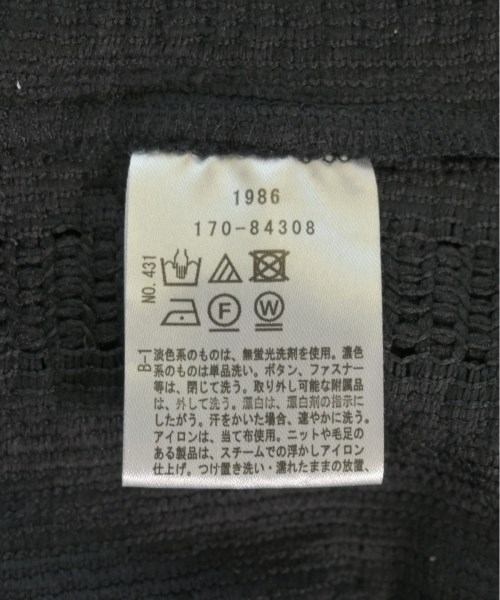 1986
170-84308
NO. 431
F
W
B-1
淡色系のものは、無蛍光洗剤を使用。濃色
系のものは単品洗い。ボタン、ファスナー
等は、閉じて洗う。取り外し可能な附属品
は、外して洗う。漂白は、漂白剤の指示に
したがう。汗をかいた場合、速やかに洗う。
アイロンは、当て布使用。ニットや毛足の
ある製品は、スチームでの浮かしアイロン
仕上げ。つけ置き洗い・濡れたままの放置、